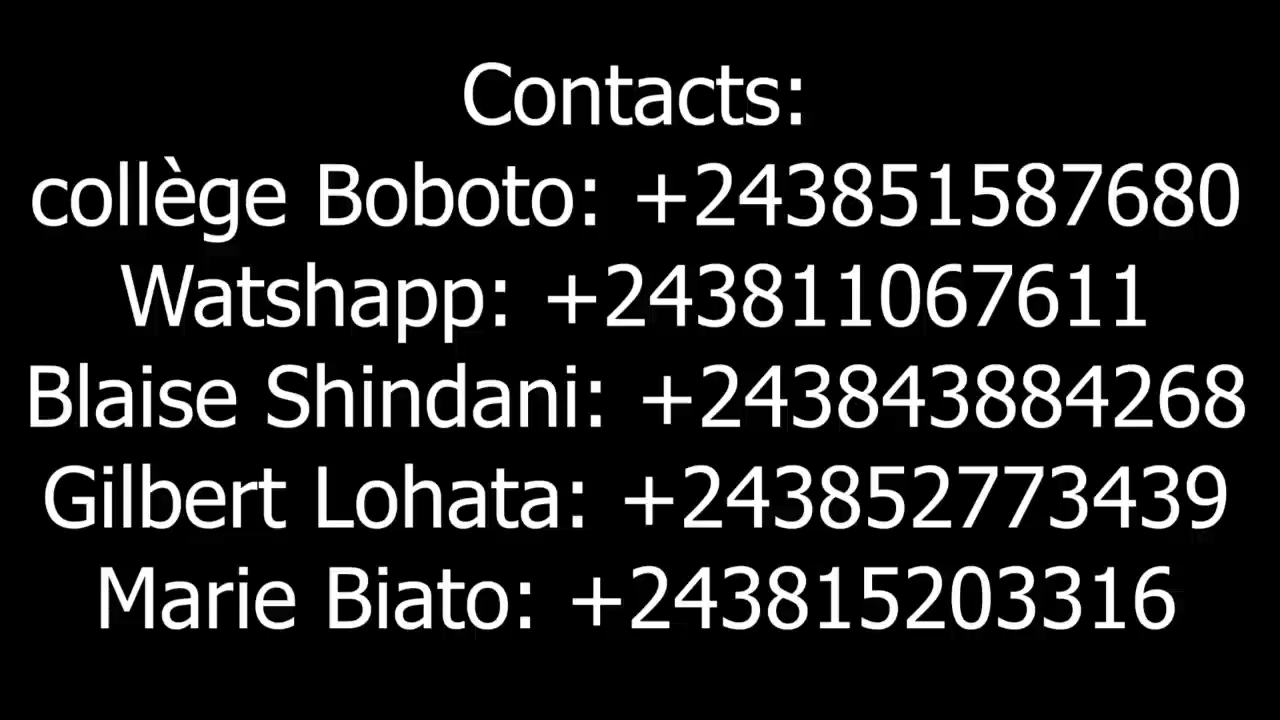 Contacts:
collège Boboto: +243851587680
Watshapp: +243811067611
Blaise Shindani: +243843884268
Gilbert Lohata: +243852773439
Marie Biato: +243815203316